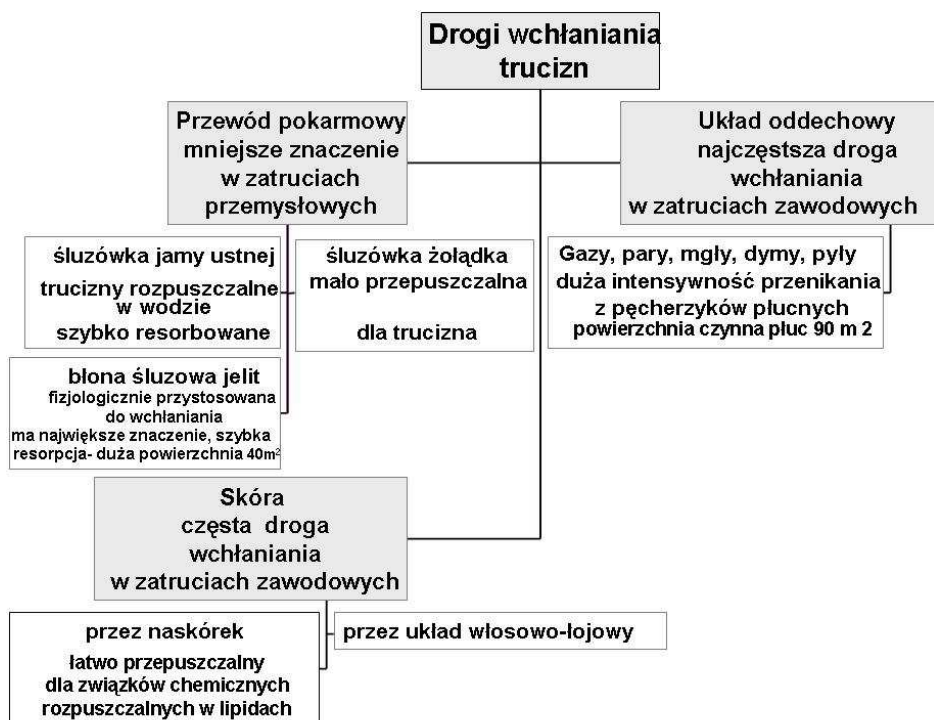 Drogi wchłaniania
trucizn
Przewód pokarmowy
mniejsze znaczenie
w zatruciach
przemysłowych
Układ oddechowy
najczęstsza droga
wchłaniania
w zatruciach zawodowych
śluzówka jamy ustnej
trucizny rozpuszczalne
w wodzie
szybko resorbowane
śluzówka żołądka
mało przepuszczalna
dla trucizna
Gazy, pary, mgły, dymy, pyly
duża intensywność przenikania
z pęcherzyków płucnych
powierzchnia czynna płuc 90 m 2
błona śluzowa jelit
fizjologicznie przystosowana
do wchłaniania
ma największe znaczenie, szybka
resorpcja- duża powierzchnia 40m²
Skóra
częsta droga
wchłaniania
w zatruciach zawodowych
przez naskórek
łatwo przepuszczalny
dla związków chemicznych
rozpuszczalnych w lipidach
przez układ włosowo-łojowy